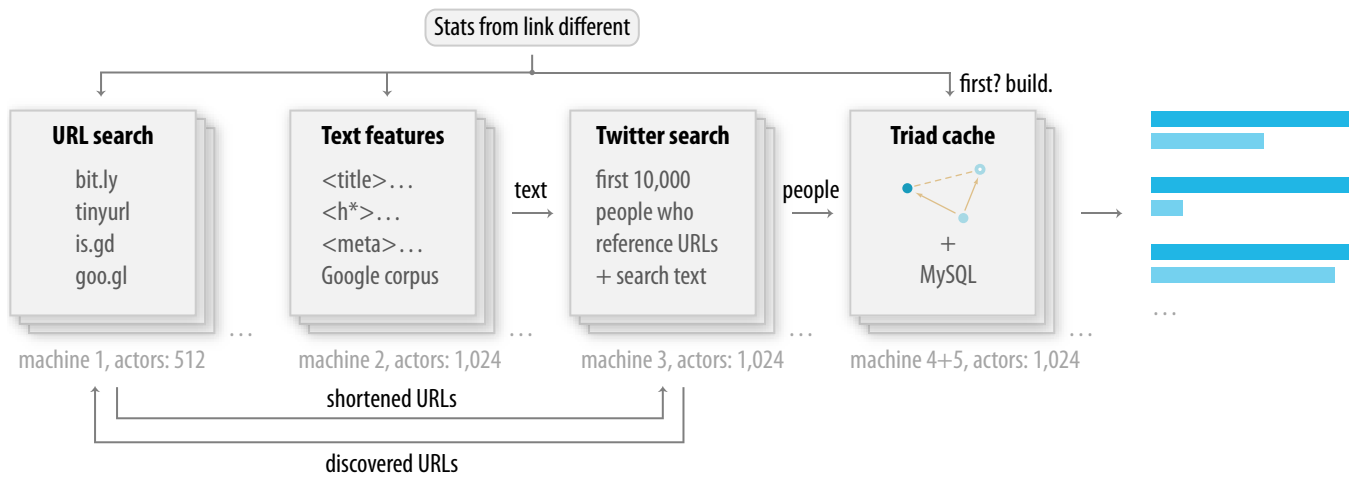 Stats from link different
first? build.
URL search
bit.ly
tinyurl
is.gd
goo.gl
…
machine 1, actors: 512
Text features
<title>…
<h*>…
<meta>…
Google corpus
…
machine 2, actors: 1,024
text
Twitter search
first 10,000
people who
reference URLs
+ search text
…
machine 3, actors: 1,024
people
Triad cache
+
MySQL
…
machine 4+5, actors: 1,024
…
shortened URLs
discovered URLs